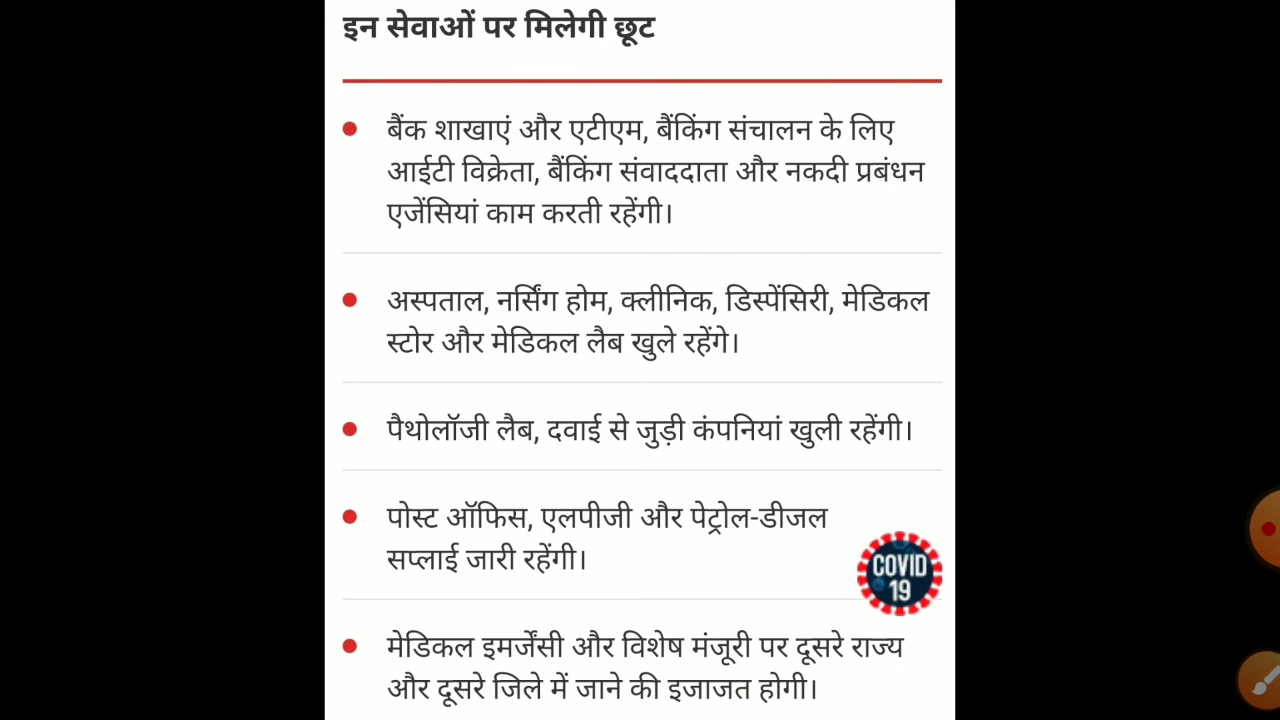 इन सेवाओं पर मिलेगी छूट
बैंक शाखाएं और एटीएम, बैंकिंग संचालन के लिए
आईटी विक्रेता, बैंकिंग संवाददाता और नकदी प्रबंधन
एजेंसियां काम करती रहेंगी।
अस्पताल, नर्सिंग होम, क्लीनिक, डिस्पेंसिरी, मेडिकल
स्टोर और मेडिकल लैब खुले रहेंगे।
पैथोलॉजी लैब, दवाई से जुड़ी कंपनियां खुली रहेंगी।
पोस्ट ऑफिस, एलपीजी और पेट्रोल-डीजल
सप्लाई जारी रहेंगी।
COVID
19
मेडिकल इमर्जेंसी और विशेष मंजूरी पर दूसरे राज्य
और दूसरे जिले में जाने की इजाजत होगी।